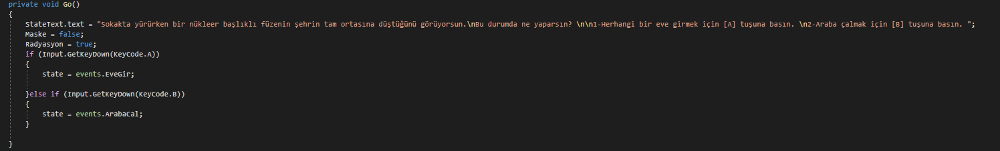 private void Go()
{
StateText.text = "Sokakta yürürken bir nükleer başlıklı füzenin şehrin tam ortasına düştüğünü görüyorsun.\nBu durumda ne yaparsın? \n\n1-Herhangi bir eve girmek için [A] tuşuna basın. \n2-Araba çalmak için [B] tuşuna basın. ";
Maske = false;
Radyasyon = true;
if (Input.GetKeyDown(KeyCode.A))
{
state = events.EveGir;
}else if (Input.GetKeyDown(KeyCode.B))
{
state = events.ArabaCal;
}
}